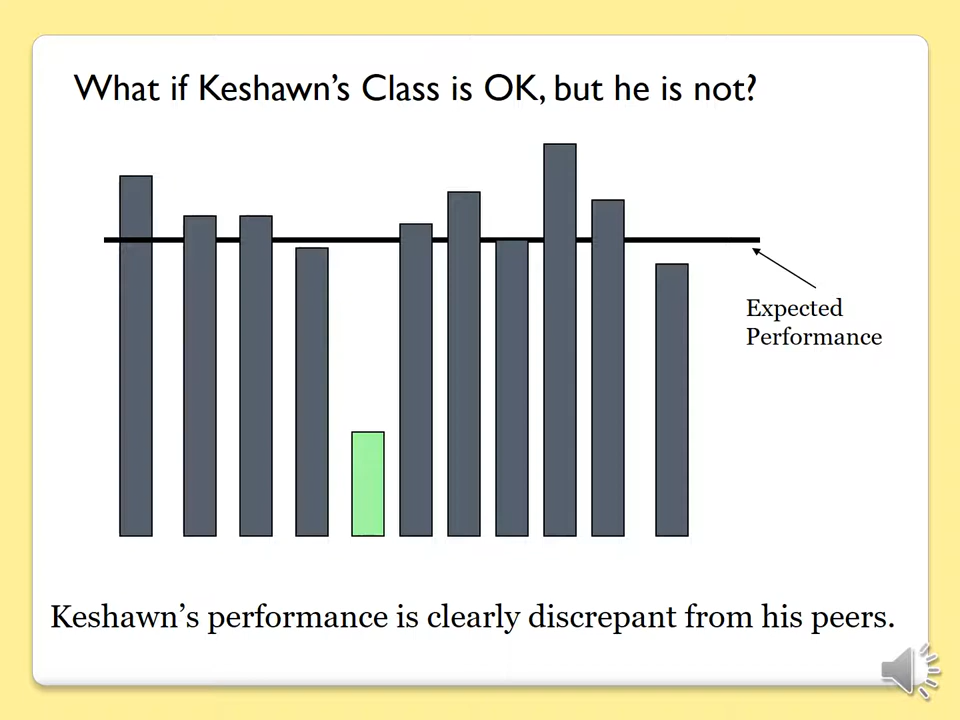 What if Keshawn’s Class is OK, but he is not?
Expected
Performance
Keshawn’s performance is clearly discrepant from his peers.